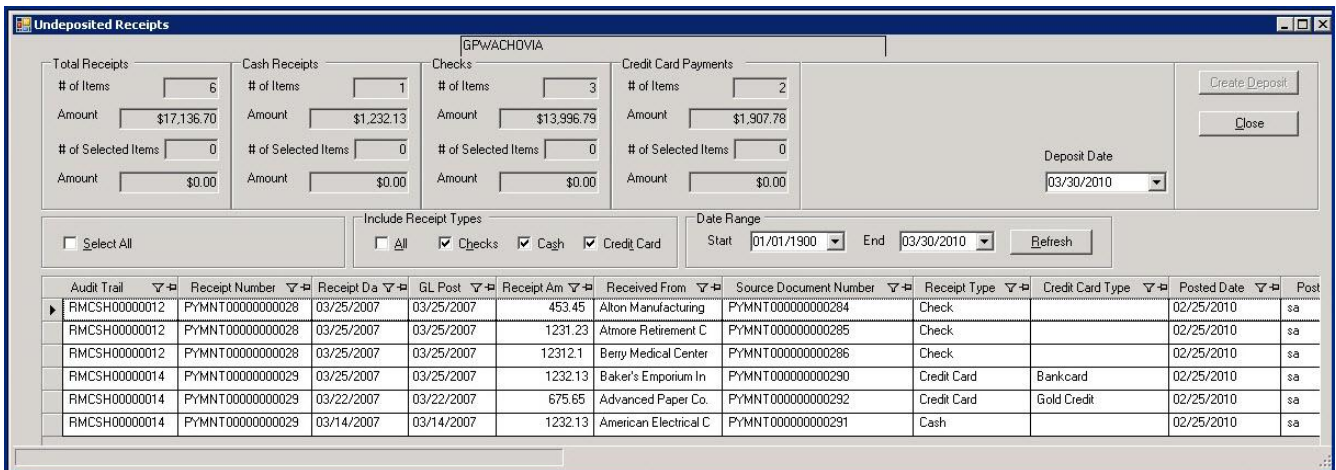 Undeposited Receipts
GPWACHOVIA
Total Receipts Cash Receipts Checks Credit Card Payments
# of Items 6 # of Items 1 # of Items 3 # of Items 2 Create Deposit
Amount $17,136.70 Amount $1,232.13 Amount $13,996.79 Amount $1,907.78 Close
# of Selected Items 0 # of Selected Items 0 # of Selected Items 0 # of Selected Items 0 Deposit Date
Amount $0.00 Amount $0.00 Amount $0.00 Amount $0.00 03/30/2010
Include Receipt Types Date Range
Select All All Checks Cash Credit Card Start 01/01/1900 End 03/30/2010 Refresh
Audit Trail Receipt Number Receipt Da GL Post Receipt Am Received From Source Document Number Receipt Type Credit Card Type Posted Date Post
RMCSH00000012 PYMNT00000000028 03/25/2007 03/25/2007 453.45 Alton Manufacturing PYMNT000000000284 Check 02/25/2010 sa
RMCSH00000012 PYMNT00000000028 03/25/2007 03/25/2007 1231.23 Atmore Retirement C PYMNT000000000285 Check 02/25/2010 sa
RMCSH00000012 PYMNT00000000028 03/25/2007 03/25/2007 12312.1 Berry Medical Center PYMNT000000000286 Check 02/25/2010 sa
RMCSH00000014 PYMNT00000000029 03/25/2007 03/25/2007 1232.13 Baker's Emporium In PYMNT000000000290 Credit Card Bankcard 02/25/2010 sa
RMCSH00000014 PYMNT00000000029 03/22/2007 03/22/2007 675.65 Advanced Paper Co. PYMNT000000000292 Credit Card Gold Credit 02/25/2010 sa
RMCSH00000014 PYMNT00000000029 03/14/2007 03/14/2007 1232.13 American Electrical C PYMNT000000000291 Cash 02/25/2010 sa